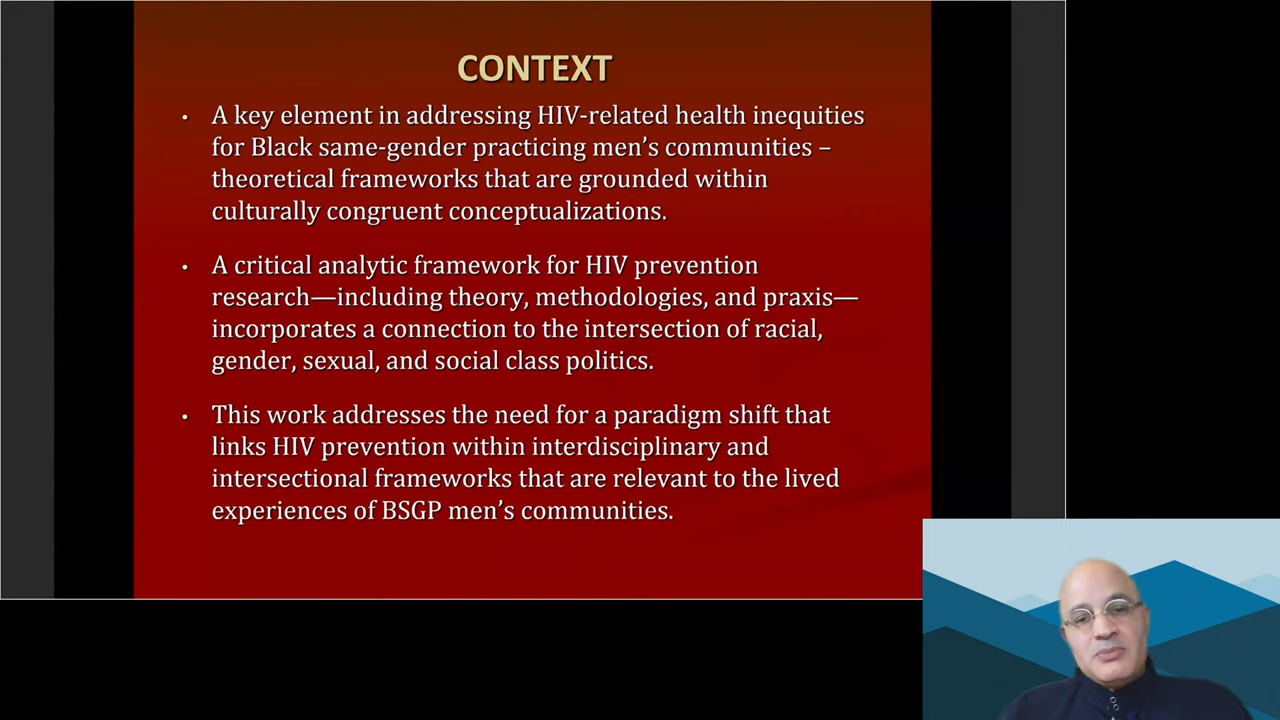 CONTEXT
• A key element in addressing HIV-related health inequities
for Black same-gender practicing men’s communities –
theoretical frameworks that are grounded within
culturally congruent conceptualizations.
• A critical analytic framework for HIV prevention
research—including theory, methodologies, and praxis—
incorporates a connection to the intersection of racial,
gender, sexual, and social class politics.
• This work addresses the need for a paradigm shift that
links HIV prevention within interdisciplinary and
intersectional frameworks that are relevant to the lived
experiences of BSGP men’s communities.